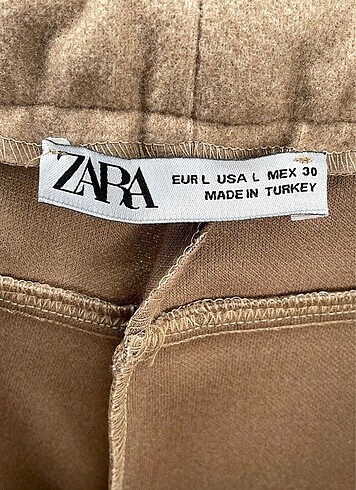 ZARA
EUR L USA L MEX 30
MADE IN TURKEY